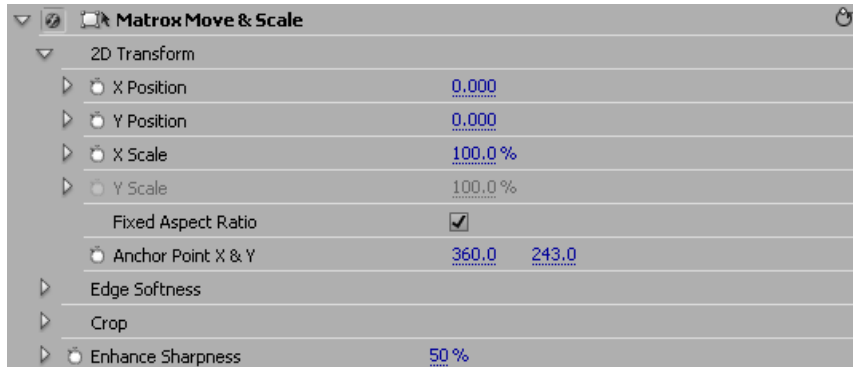 Matrox Move & Scale
2D Transform
X Position 0.000
Y Position 0.000
X Scale 100.0 %
Y Scale 100.0 %
Fixed Aspect Ratio
Anchor Point X & Y 360.0 243.0
Edge Softness
Crop
Enhance Sharpness 50 %